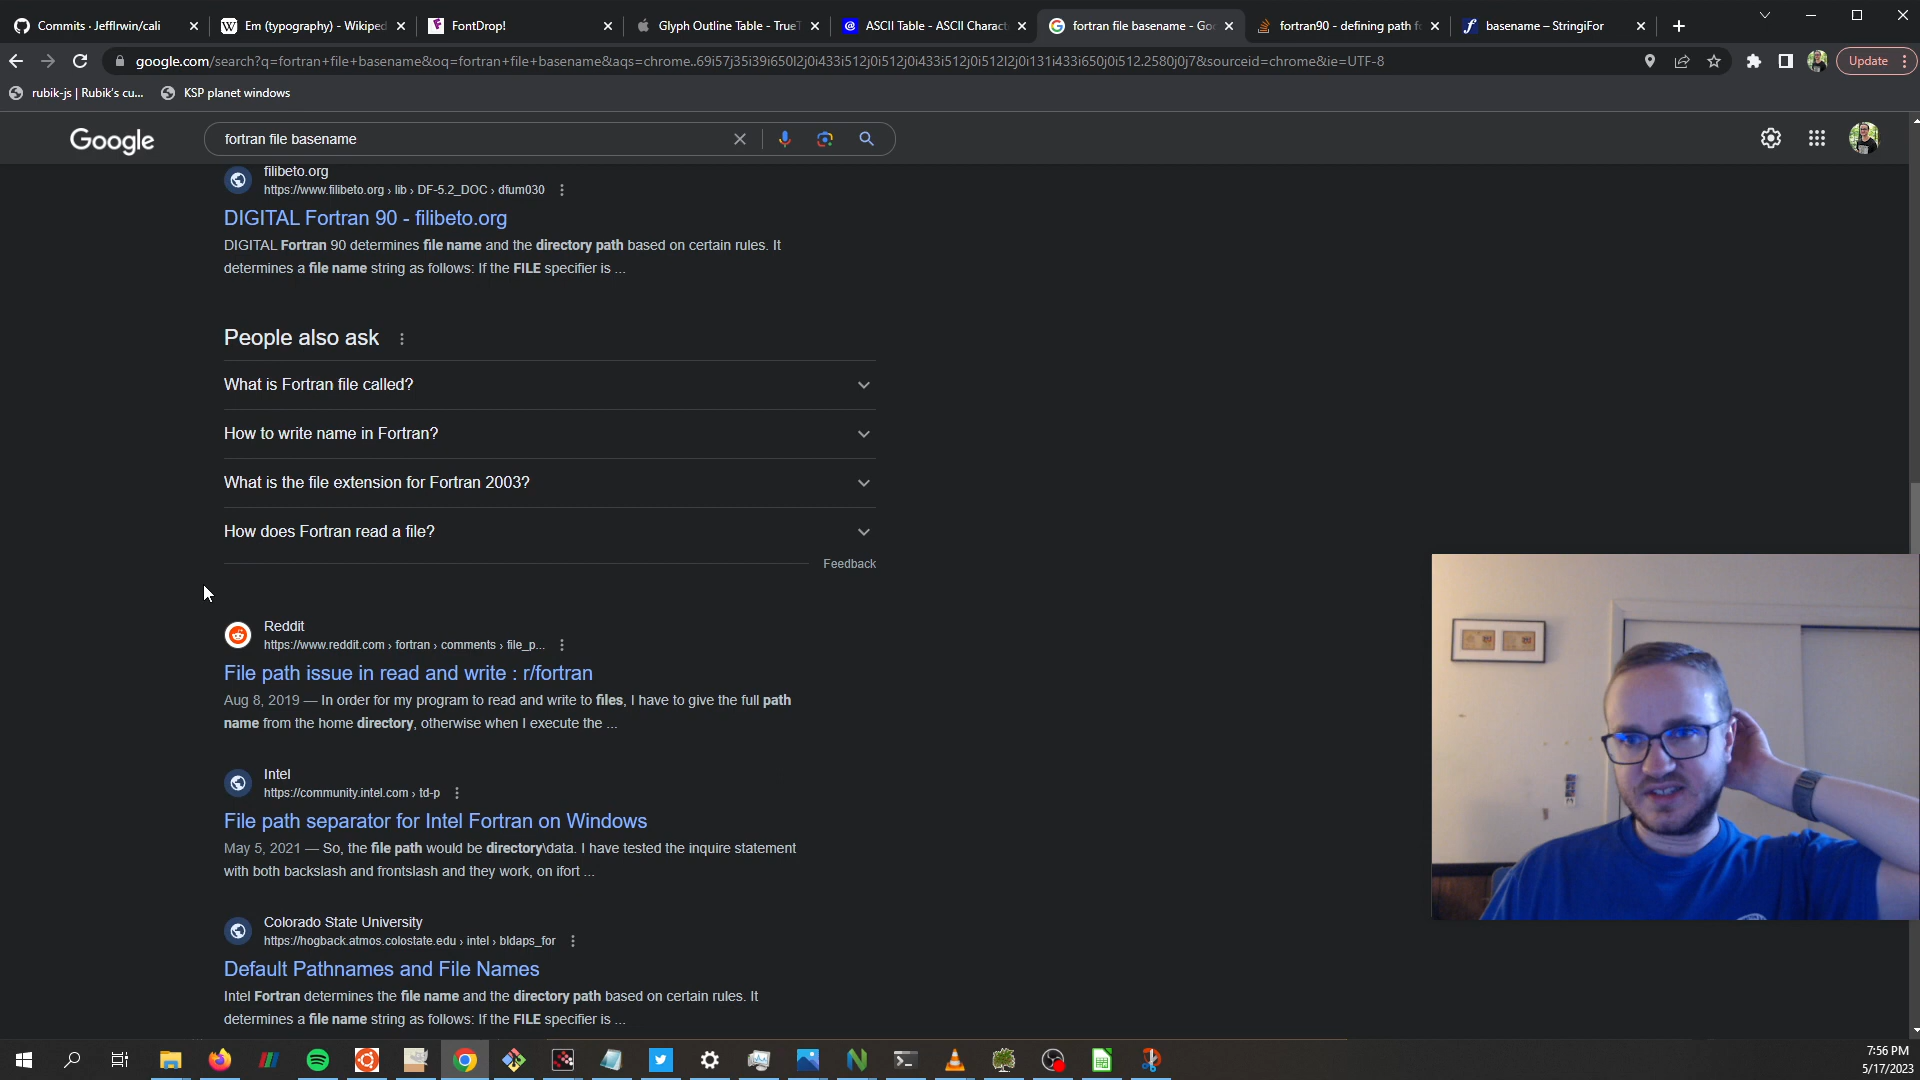 Commits · JeffIrwin/cali
Em (typography) - Wikiped
FontDrop!
Glyph Outline Table - TrueT
ASCII Table - ASCII Charact
fortran file basename - Goo
fortran90 - defining path fo
basename – StringiFor
google.com/search?q=fortran+file+basename&oq=fortran+file+basename&aqs=chrome..69i57j35i39i650l2j0i433i512j0i512j0i433i512j0i512l2j0i131i433i650j0i512.2580j0j7&sourceid=chrome&ie=UTF-8
Update
rubik-js | Rubik's cu...
KSP planet windows
Google
fortran file basename
filibeto.org
https://www.filibeto.org › lib › DF-5.2_DOC › dfum030
DIGITAL Fortran 90 - filibeto.org
DIGITAL Fortran 90 determines file name and the directory path based on certain rules. It
determines a file name string as follows: If the FILE specifier is ...
People also ask
What is Fortran file called?
How to write name in Fortran?
What is the file extension for Fortran 2003?
How does Fortran read a file?
Feedback
Reddit
https://www.reddit.com › fortran › comments › file_p...
File path issue in read and write : r/fortran
Aug 8, 2019 — In order for my program to read and write to files, I have to give the full path
name from the home directory, otherwise when I execute the ...
Intel
https://community.intel.com › td-p
File path separator for Intel Fortran on Windows
May 5, 2021 — So, the file path would be directory\data. I have tested the inquire statement
with both backslash and frontslash and they work, on ifort ...
Colorado State University
https://hogback.atmos.colostate.edu › intel › bldaps_for
Default Pathnames and File Names
Intel Fortran determines the file name and the directory path based on certain rules. It
determines a file name string as follows: If the FILE specifier is ...
7:56 PM
5/17/2023